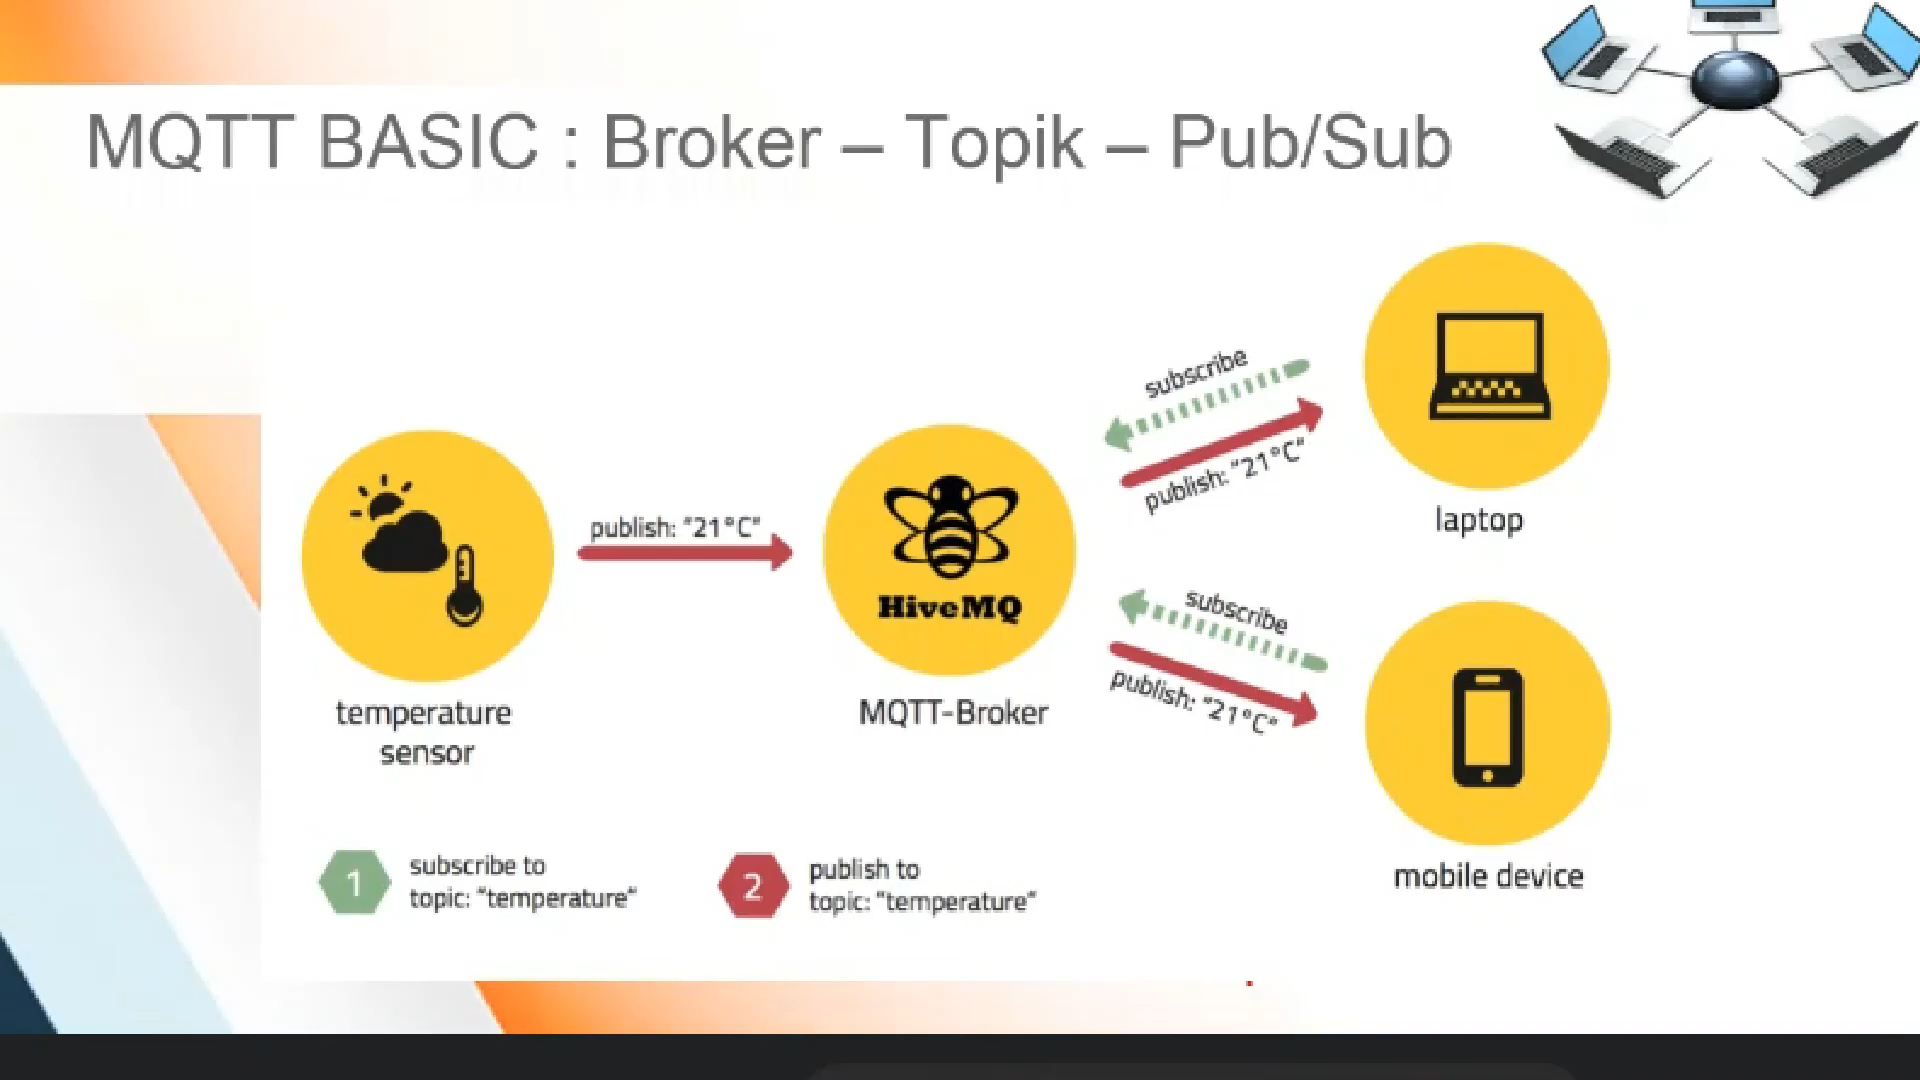 MQTT BASIC : Broker – Topik – Pub/Sub
subscribe
publish: "21°C"
laptop
publish: "21°C"
HiveMQ
subscribe
publish: "21°C"
temperature
sensor
MQTT-Broker
mobile device
1
subscribe to
topic: "temperature"
2
publish to
topic: "temperature"